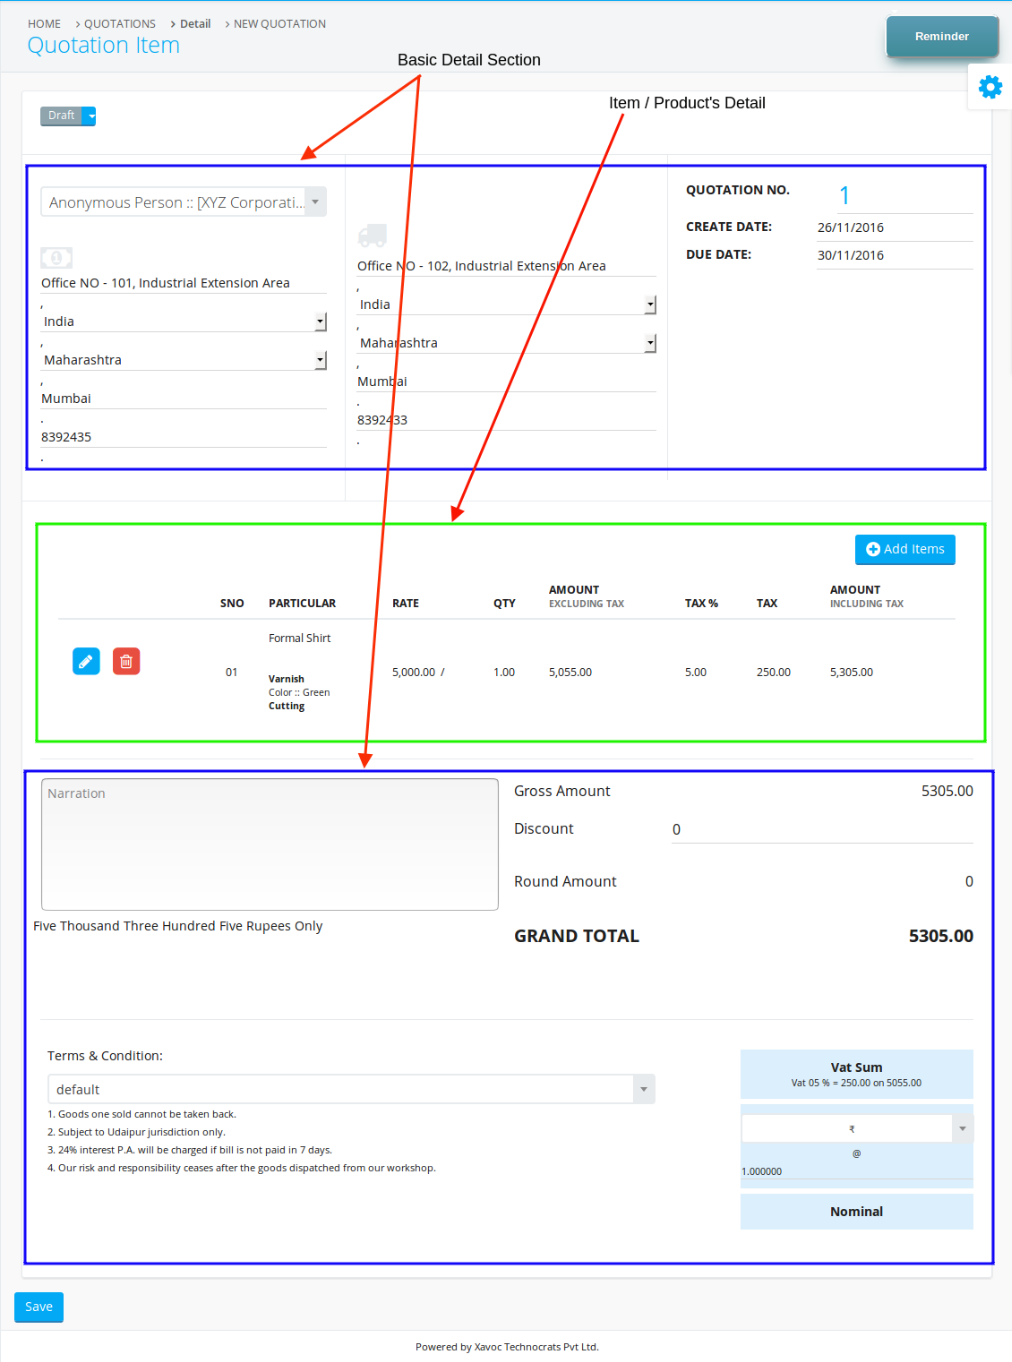 HOME > QUOTATIONS > Detail > NEW QUOTATION
Quotation Item
Reminder
Basic Detail Section
Item / Product's Detail
Draft
Anonymous Person :: [XYZ Corporati...
Office NO - 101, Industrial Extension Area
,
India
,
Maharashtra
,
Mumbai
.
8392435
.
Office NO - 102, Industrial Extension Area
,
India
,
Maharashtra
,
Mumbai
.
8392433
.
QUOTATION NO. 1
CREATE DATE: 26/11/2016
DUE DATE: 30/11/2016
Add Items
SNO PARTICULAR RATE QTY AMOUNT EXCLUDING TAX TAX % TAX AMOUNT INCLUDING TAX
Formal Shirt
01 5,000.00 / 1.00 5,055.00 5.00 250.00 5,305.00
Varnish
Color :: Green
Cutting
Narration
Five Thousand Three Hundred Five Rupees Only
Gross Amount 5305.00
Discount 0
Round Amount 0
GRAND TOTAL 5305.00
Terms & Condition:
default
1. Goods one sold cannot be taken back.
2. Subject to Udaipur jurisdiction only.
3. 24% interest P.A. will be charged if bill is not paid in 7 days.
4. Our risk and responsibility ceases after the goods dispatched from our workshop.
Vat Sum
Vat 05 % = 250.00 on 5055.00
₹
@
1.000000
Nominal
Save
Powered by Xavoc Technocrats Pvt Ltd.